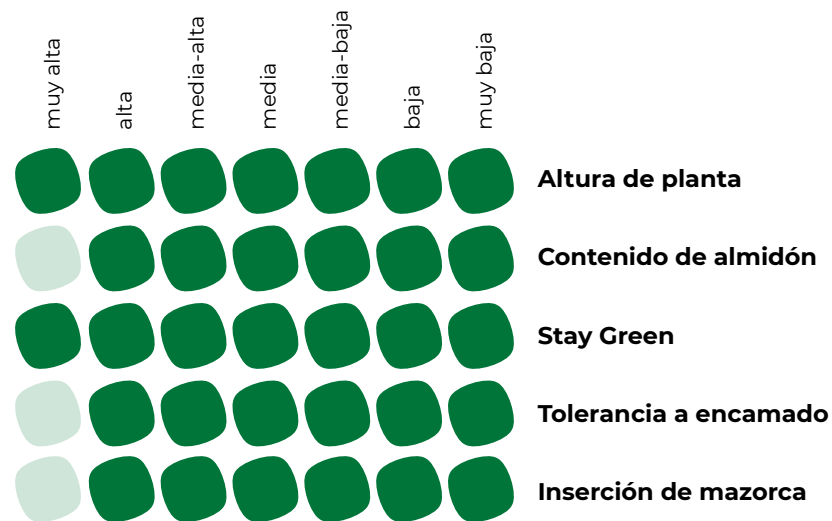 muy alta
alta
media-alta
media
media-baja
baja
muy baja
Altura de planta
Contenido de almidón
Stay Green
Tolerancia a encamado
Inserción de mazorca